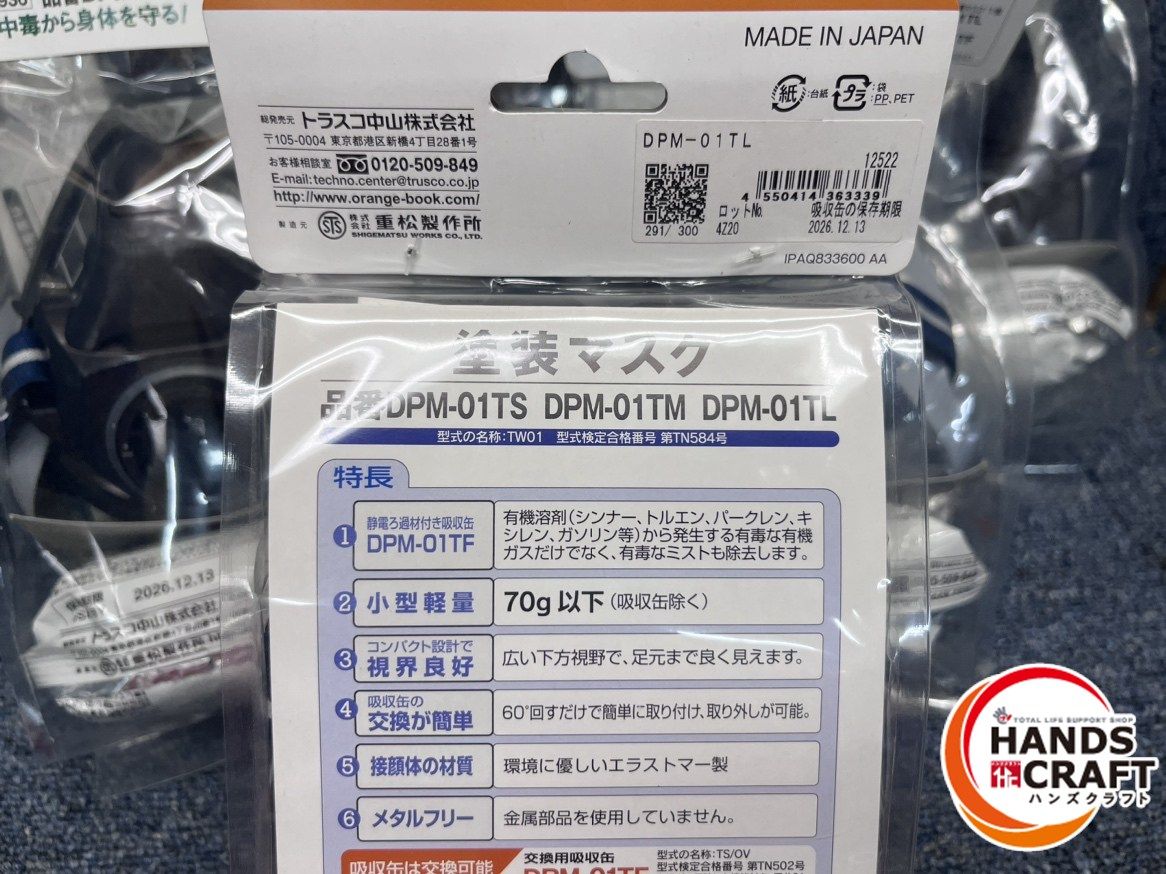 中毒から身体を守る!
MADE IN JAPAN
紙 :台紙 プラ :袋 :PP、PET
総発売元 トラスコ中山株式会社
〒105-0004 東京都港区新橋4丁目28番1号
お客様相談室 0120-509-849
E-mail:techno.center@trusco.co.jp
http://www.orange-book.com/
製造元 STS 株式会社 重松製作所
SHIGEMATSU WORKS CO., LTD.
DPM-01TL
12522
4 550414 363339
ロットNo. 吸収缶の保存期限
291/ 300 4Z20 2026.12.13
IPAQ833600 AA
塗装マスク
品番DPM-01TS DPM-01TM DPM-01TL
型式の名称:TW01 型式検定合格番号 第TN584号
特長
1 静電ろ過材付き吸収缶 DPM-01TF
有機溶剤(シンナー、トルエン、パークレン、キ
シレン、ガソリン等)から発生する有毒な有機
ガスだけでなく、有毒なミストも除去します。
2 小型軽量 70g以下(吸収缶除く)
3 コンパクト設計で 視界良好 広い下方視野で、足元まで良く見えます。
4 吸収缶の 交換が簡単 60°回すだけで簡単に取り付け、取り外しが可能。
5 接顔体の材質 環境に優しいエラストマー製
6 メタルフリー 金属部品を使用していません。
吸収缶は交換可能 交換用吸収缶 DPM-01TF
型式の名称:TS/OV
型式検定合格番号 第TN502号
2026.12.13
トラスコ中山株式会社
重松製作所
TOTAL LIFE SUPPORT SHOP
HANDS
CRAFT
ハンズクラフト